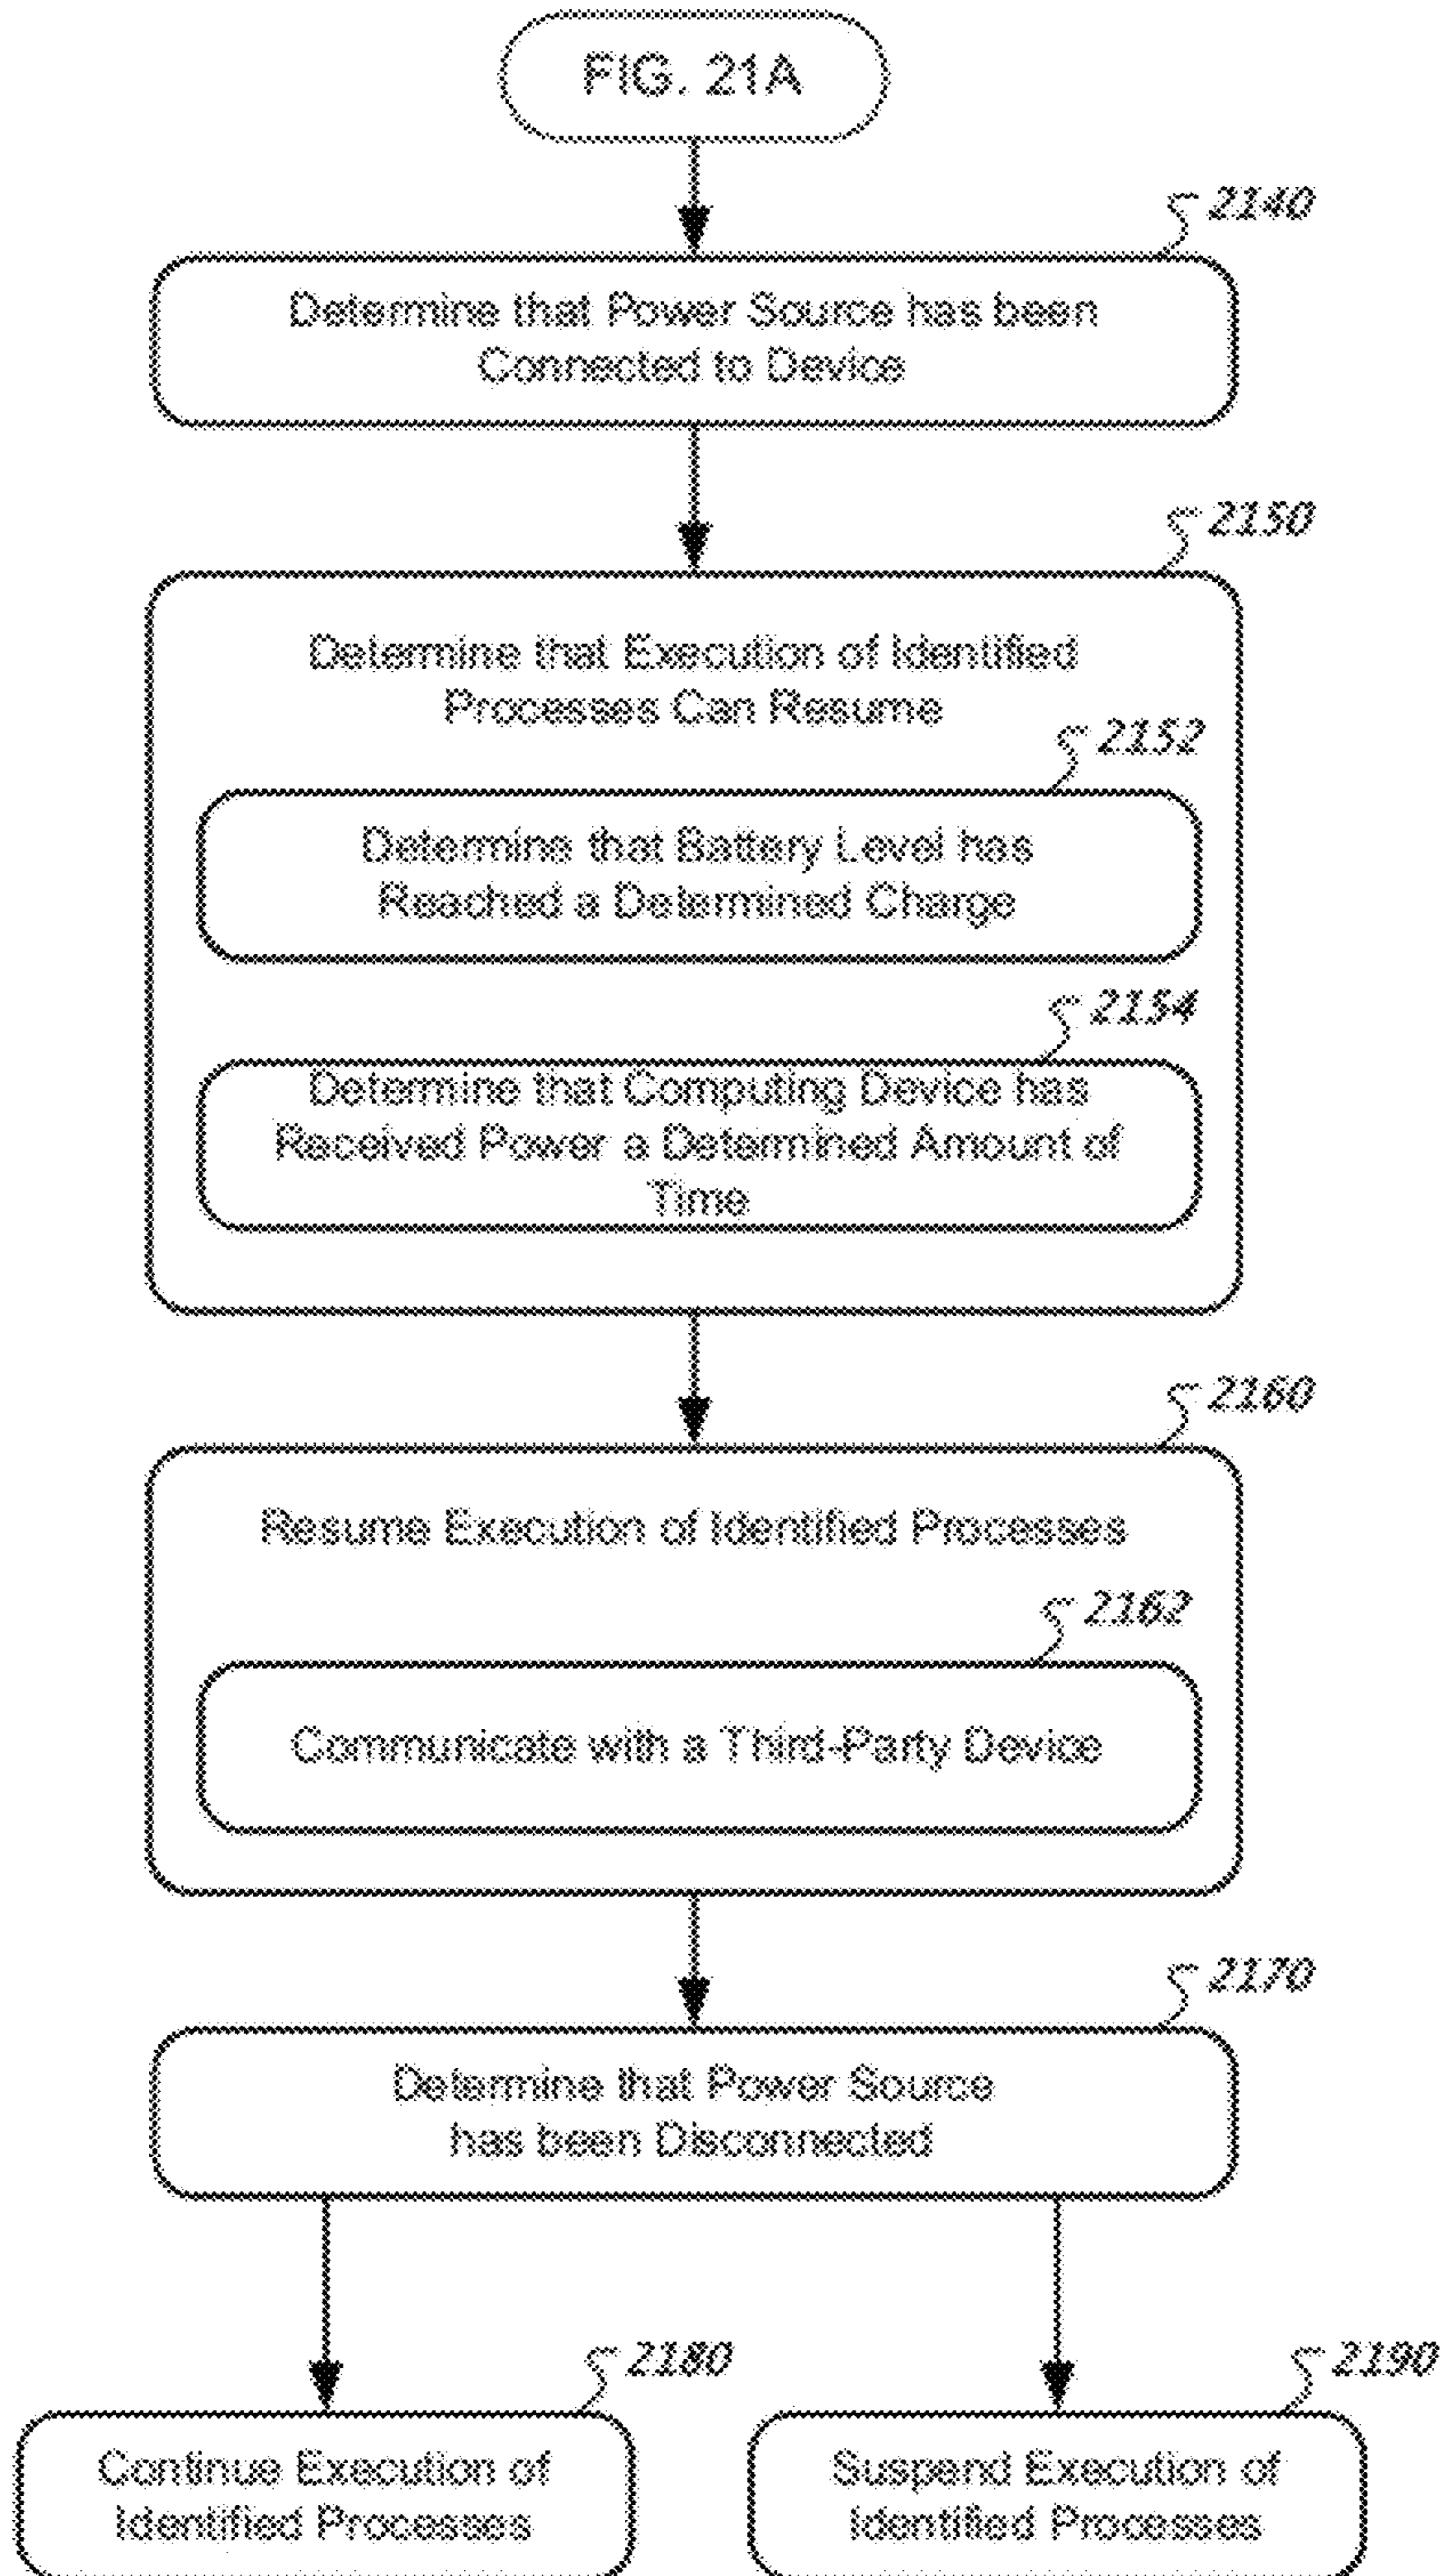 FIG. 21A
2140
Determine that Power Source has been
Connected to Device
2150
Determine that Execution of Identified
Processes Can Resume
2152
Determine that Battery Level has
Reached a Determined Charge
2154
Determine that Computing Device has
Received Power a Determined Amount of
Time
2160
Resume Execution of Identified Processes
2162
Communicate with a Third-Party Device
2170
Determine that Power Source
has been Disconnected
2180
Continue Execution of
Identified Processes
2190
Suspend Execution of
Identified Processes